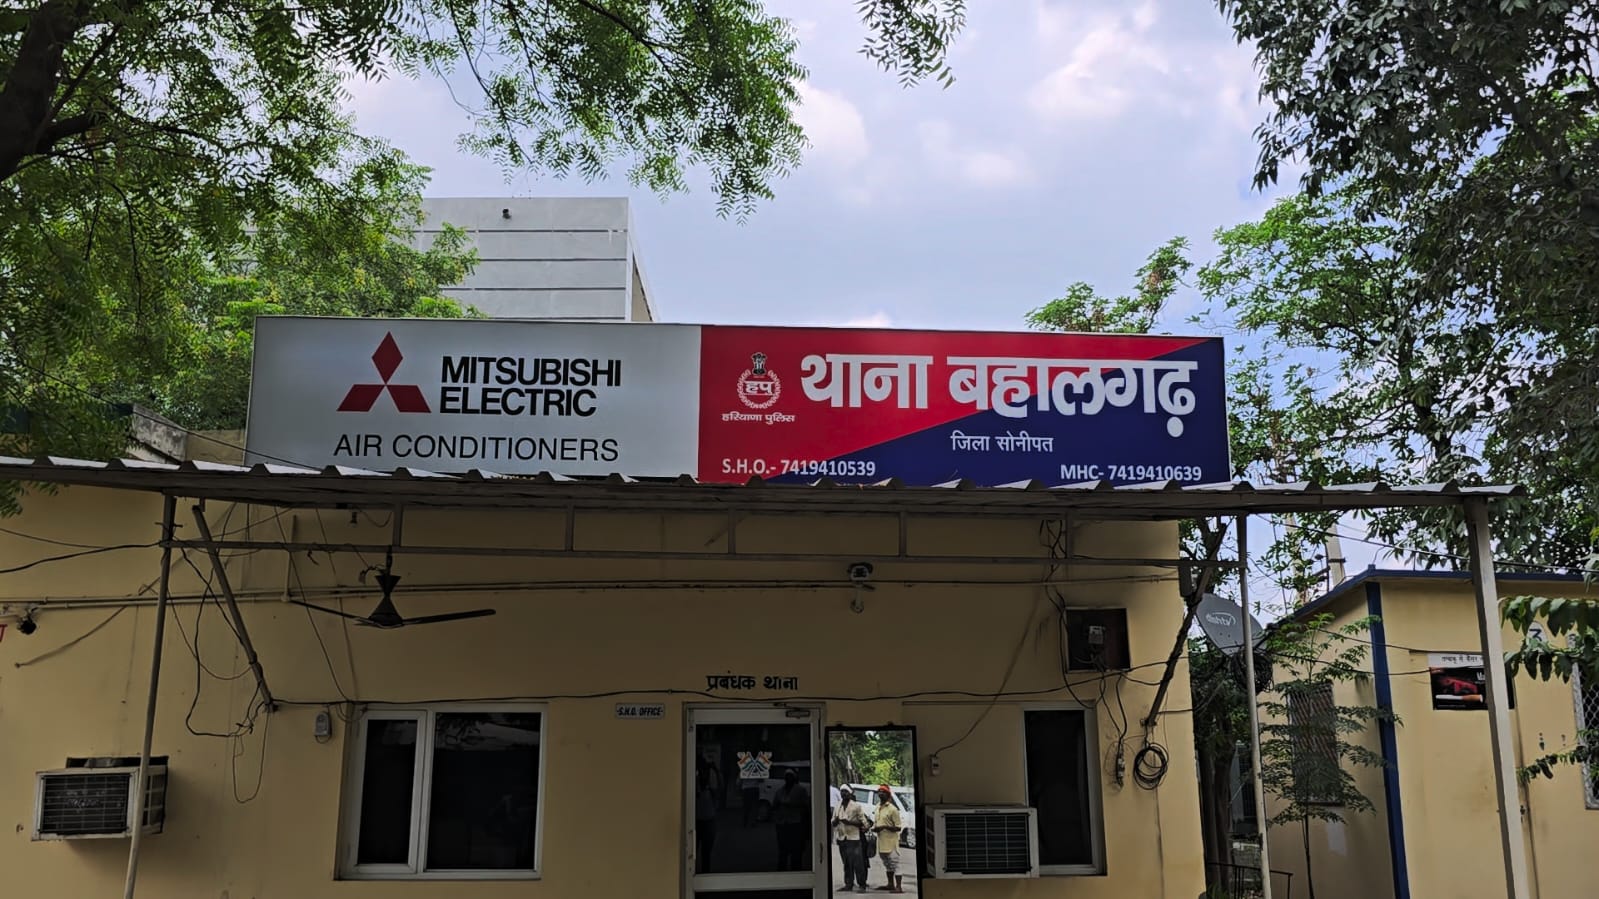 MITSUBISHI
ELECTRIC
AIR CONDITIONERS
हपु
हरियाणा पुलिस
थाना बहालगढ़
जिला सोनीपत
S.H.O.- 7419410539
MHC- 7419410639
प्रबंधक थाना
S.H.O. OFFICE